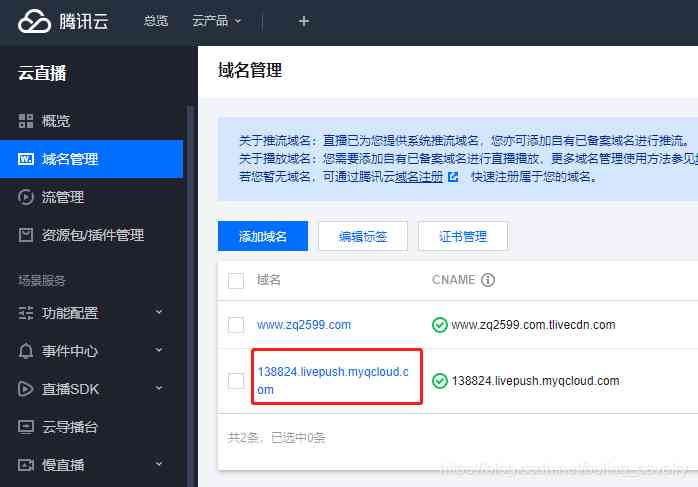 腾讯云 总览 云产品 +
云直播
域名管理
概览
域名管理
流管理
资源包/插件管理
场景服务
功能配置
事件中心
直播SDK
云导播台
慢直播
关于推流域名：直播已为您提供系统推流域名，您亦可添加自有已备案域名进行推流。
关于播放域名：您需要添加自有已备案域名进行直播播放，更多域名管理使用方法参见
若您暂无域名，可通过腾讯云域名注册 快速注册属于您的域名。
添加域名 编辑标签 证书管理
域名 CNAME
www.zq2599.com www.zq2599.com.tlivecdn.com
138824.livepush.myqcloud.c
om
138824.livepush.myqcloud.com
共2条，已选中0条